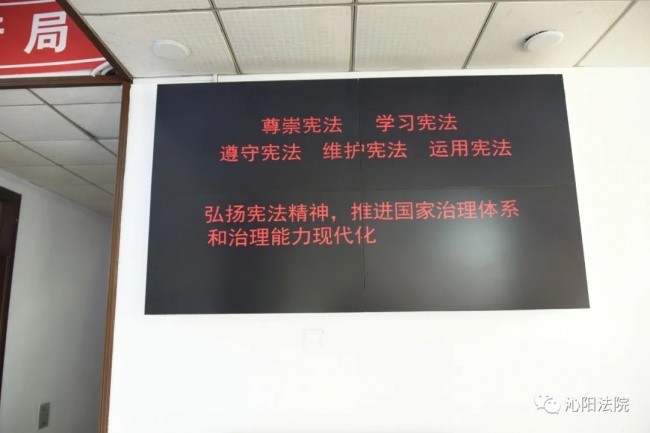 局
尊崇宪法 学习宪法
遵守宪法 维护宪法 运用宪法
弘扬宪法精神，推进国家治理体系
和治理能力现代化
沁阳法院